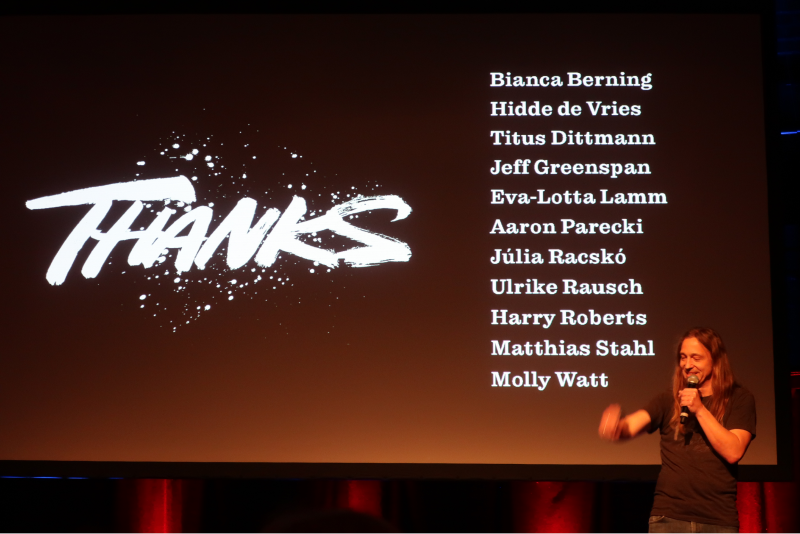 THANKS
Bianca Berning
Hidde de Vries
Titus Dittmann
Jeff Greenspan
Eva-Lotta Lamm
Aaron Parecki
Júlia Racskó
Ulrike Rausch
Harry Roberts
Matthias Stahl
Molly Watt